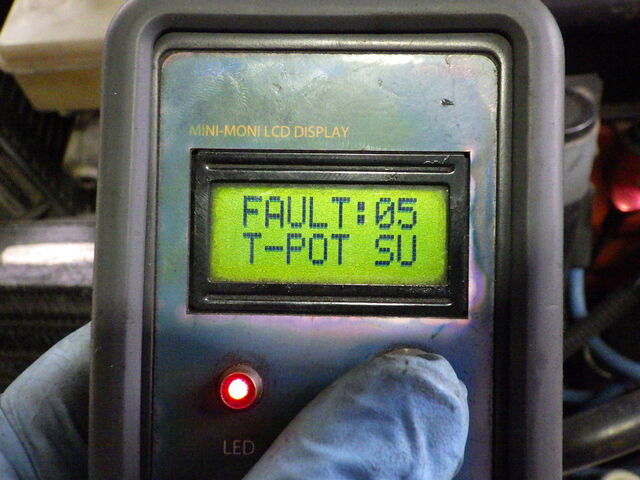 MINI-MONI LCD DISPLAY
FAULT:05
T-POT SU
LED